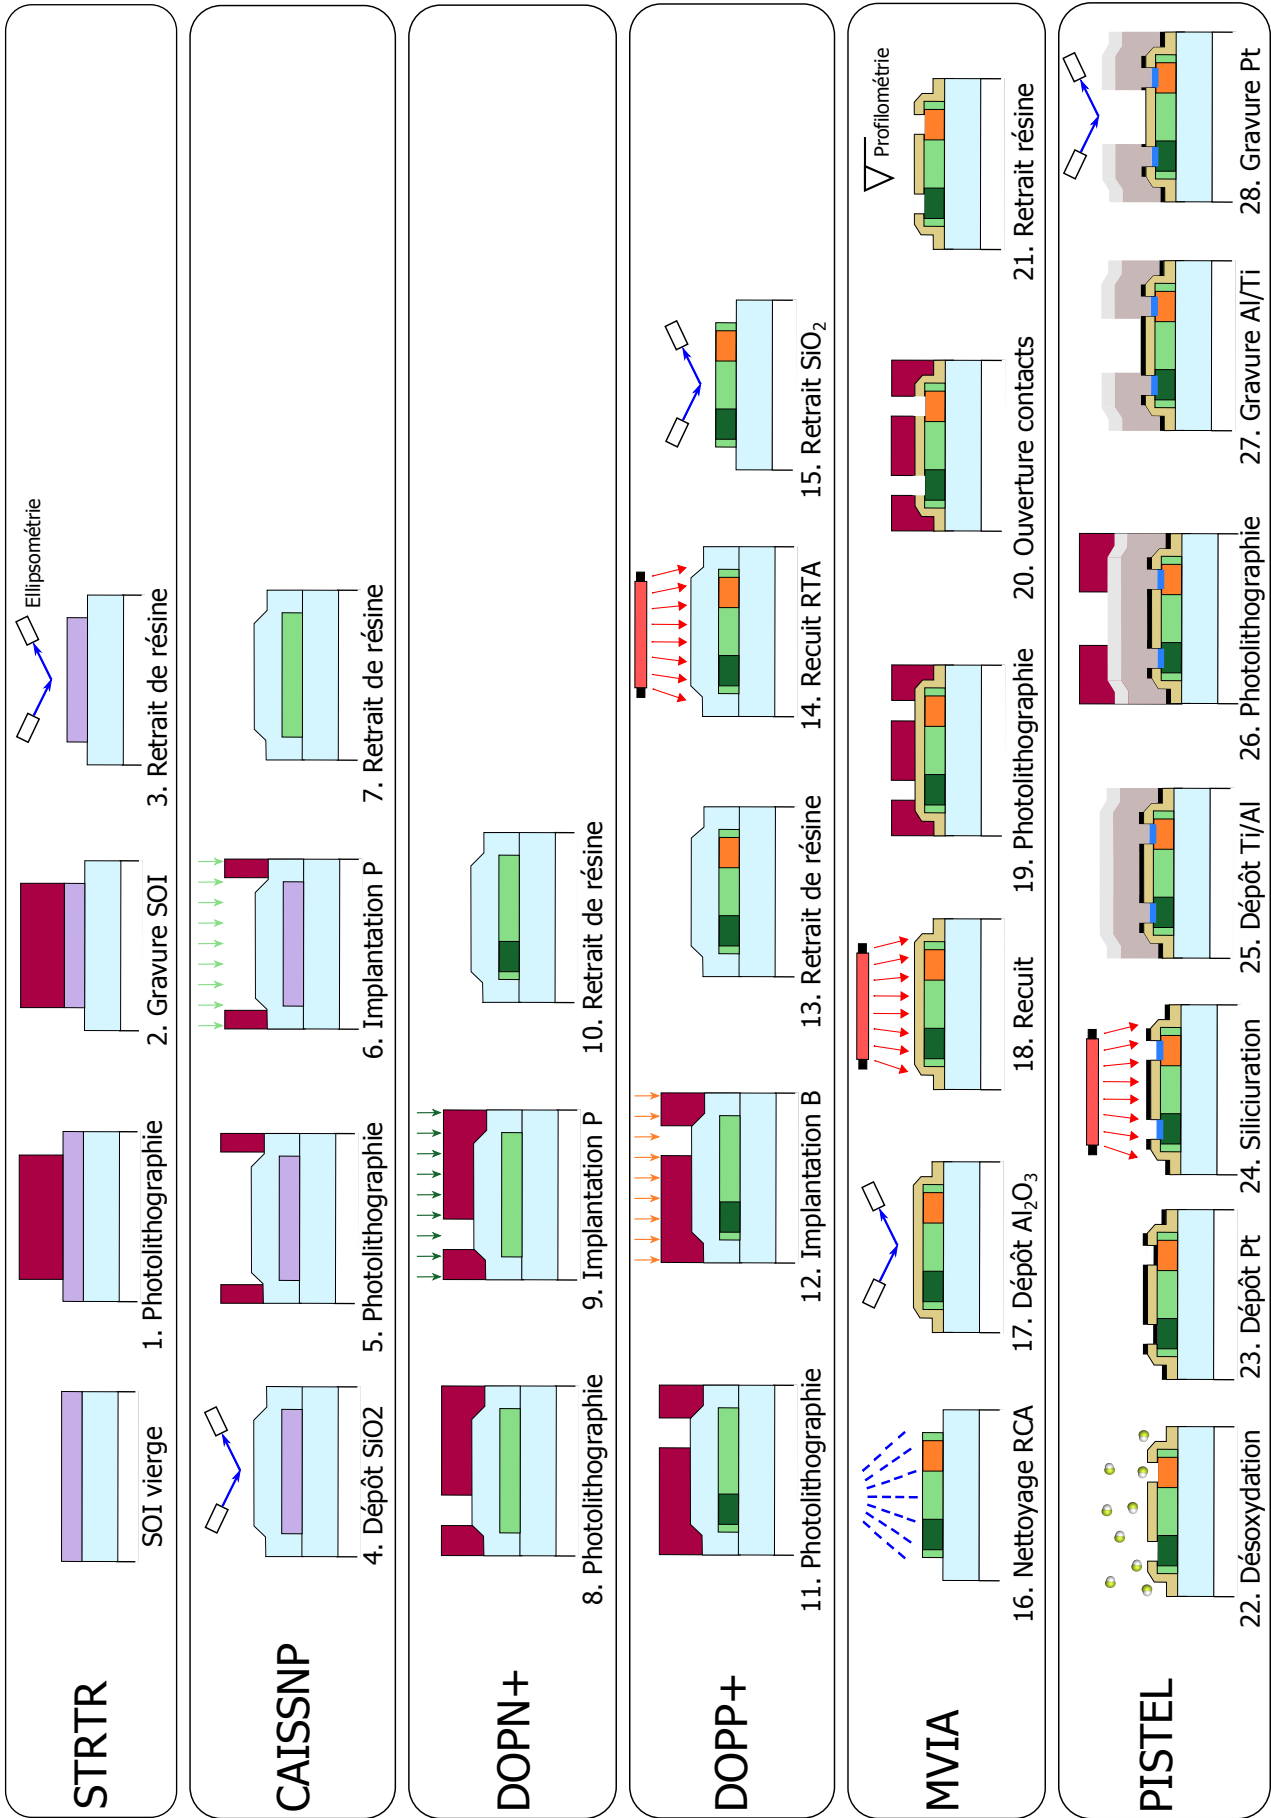 STRTR
SOI vierge
1. Photolithographie
2. Gravure SOI
3. Retrait de résine
Ellipsométrie
CAISSNP
4. Dépôt SiO2
5. Photolithographie
6. Implantation P
7. Retrait de résine
DOPN+
8. Photolithographie
9. Implantation P
10. Retrait de résine
DOPP+
11. Photolithographie
12. Implantation B
13. Retrait de résine
14. Recuit RTA
15. Retrait SiO₂
MVIA
16. Nettoyage RCA
17. Dépôt Al₂O₃
18. Recuit
19. Photolithographie
20. Ouverture contacts
21. Retrait résine
Profilométrie
PISTEL
22. Désoxydation
23. Dépôt Pt
24. Siliciuration
25. Dépôt Ti/Al
26. Photolithographie
27. Gravure Al/Ti
28. Gravure Pt